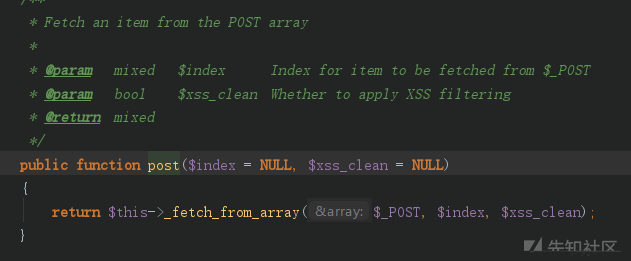 /**
 * Fetch an item from the POST array
 *
 * @param   mixed   $index      Index for item to be fetched from $_POST
 * @param   bool    $xss_clean  Whether to apply XSS filtering
 * @return  mixed
 */
public function post($index = NULL, $xss_clean = NULL)
{
    return $this->_fetch_from_array( &array: $_POST, $index, $xss_clean);
}
先知社区